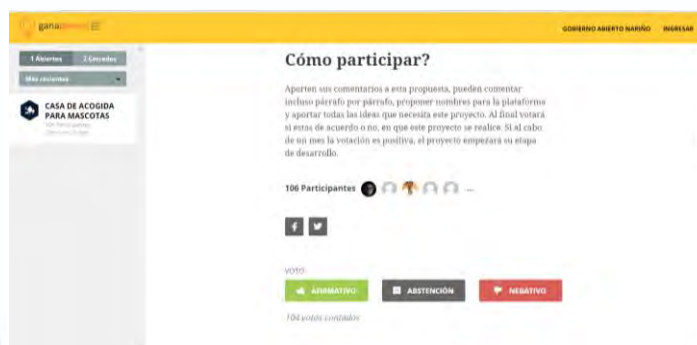 gana
GOBIERNO ABIERTO NARIÑO INGRESAR
1 Abiertos 2 Cerrados
Más recientes
CASA DE ACOGIDA
PARA MASCOTAS
Cómo participar?
Aporten sus comentarios a esta propuesta, pueden comentar
incluso párrafo por párrafo, proponer nombres para la plataforma
y aportar todas las ideas que necesita este proyecto. Al final votará
si estas de acuerdo o no, en que este proyecto se realice. Si al cabo
de un mes la votación es positiva, el proyecto empezará su etapa
de desarrollo.
106 Participantes ...
VOTO
AFIRMATIVO ABSTENCIÓN NEGATIVO
104 votos contados